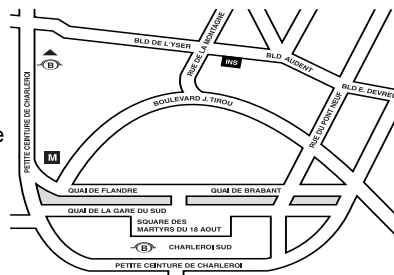 BLD DE L'YSER
RUE DE LA MONTAGNE
BLD AUDENT
BLD E. DEVREU
B
INS
PETITE CEINTURE DE CHARLEROI
BOULEVARD J. TIROU
RUE DU PONT NEUF
e
M
QUAI DE FLANDRE
QUAI DE BRABANT
QUAI DE LA GARE DU SUD
SQUARE DES
MARTYRS DU 18 AOUT
B CHARLEROI SUD
PETITE CEINTURE DE CHARLEROI